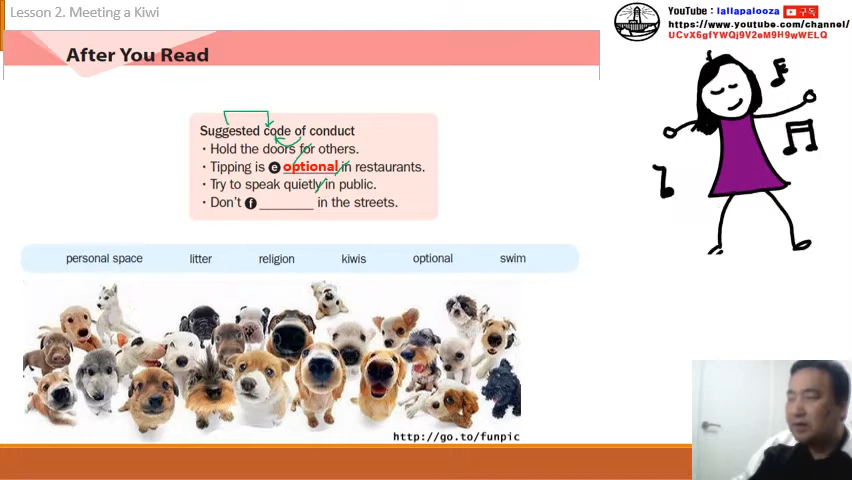 Lesson 2. Meeting a Kiwi
YouTube : lallapalooza 구독
https://www.youtube.com/channel/
UCvX6gfYWQj9V2eM9H9wWELQ
After You Read
Suggested code of conduct
· Hold the doors for others.
· Tipping is e optional in restaurants.
· Try to speak quietly in public.
· Don't f ________ in the streets.
personal space litter religion kiwis optional swim
http://go.to/funpic